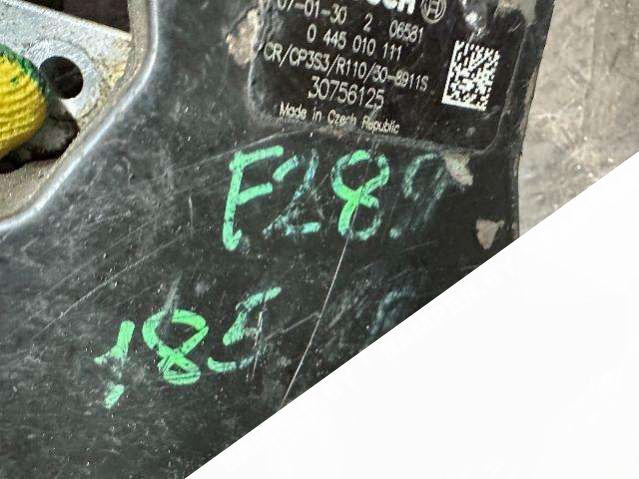 07-01-30 2 06581
0 445 010 111
CR/CP3S3/R110/30-8911S
30756125
Made in Czech Republic
F289
185